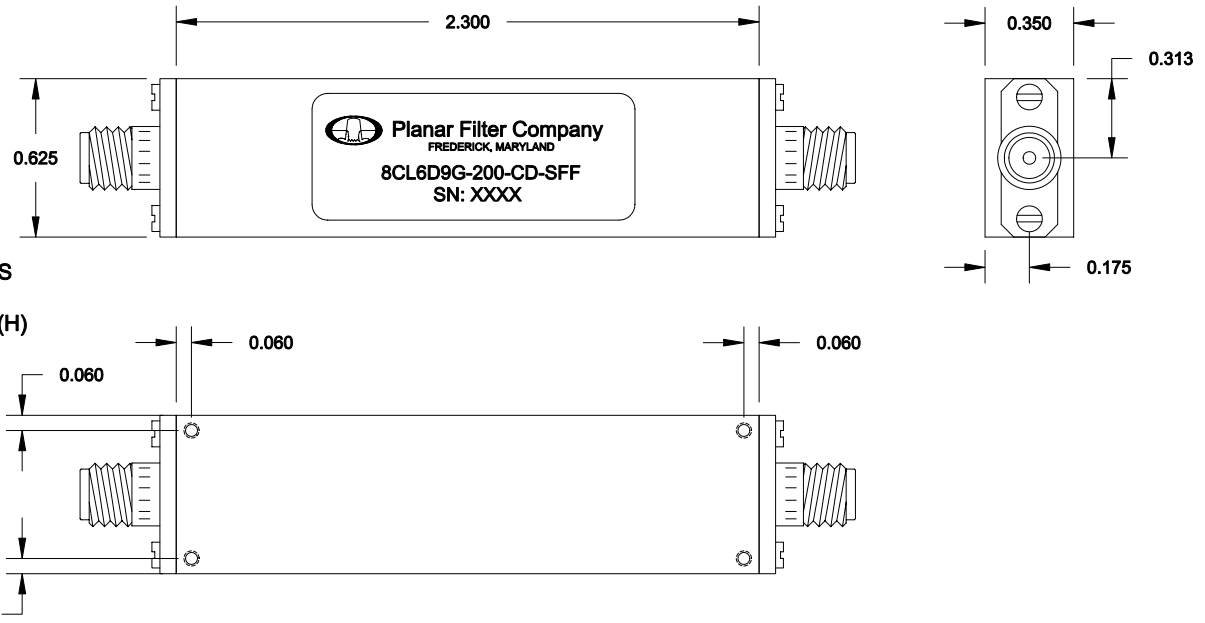 2.300
0.350
0.313
0.625
Planar Filter Company
FREDERICK, MARYLAND
8CL6D9G-200-CD-SFF
SN: XXXX
0.175
S
(H)
0.060
0.060
0.060